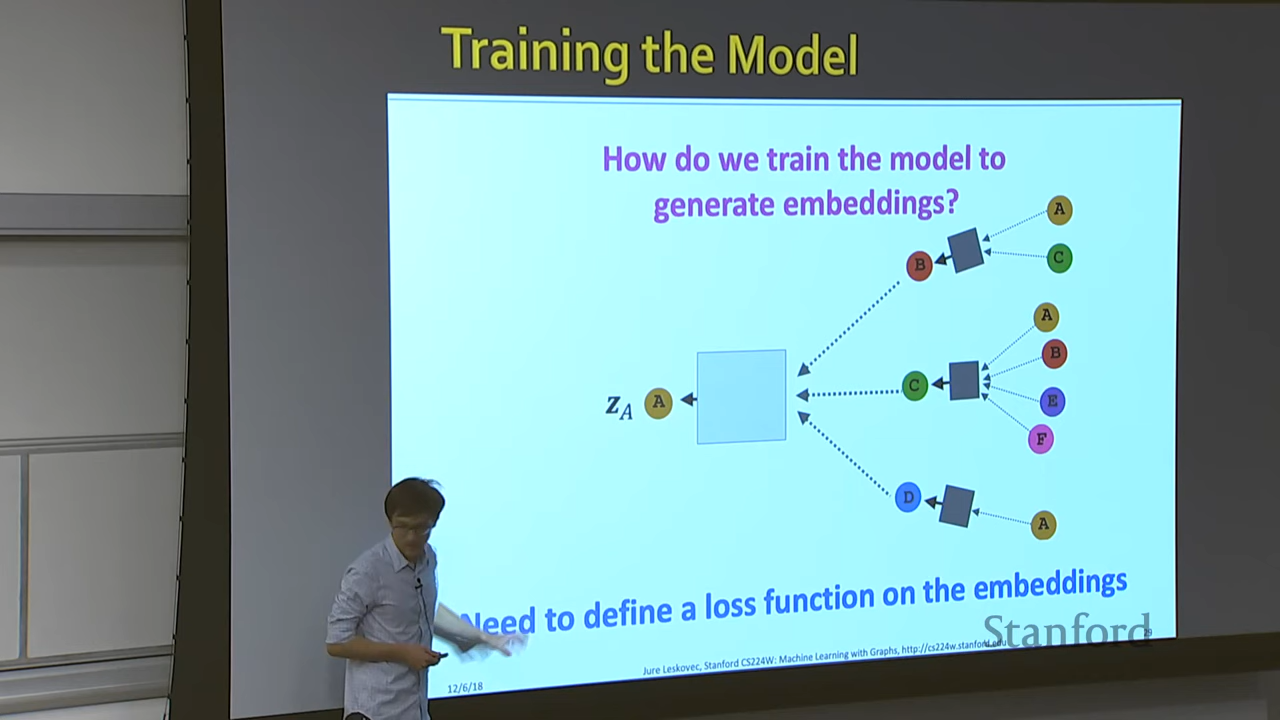 Training the Model
How do we train the model to
generate embeddings?
A
B
C
A
B
z_A A
C
E
F
D
A
Need to define a loss function on the embeddings
Stanford
29
Jure Leskovec, Stanford CS224W: Machine Learning with Graphs, http://cs224w.stanford.edu
12/6/18